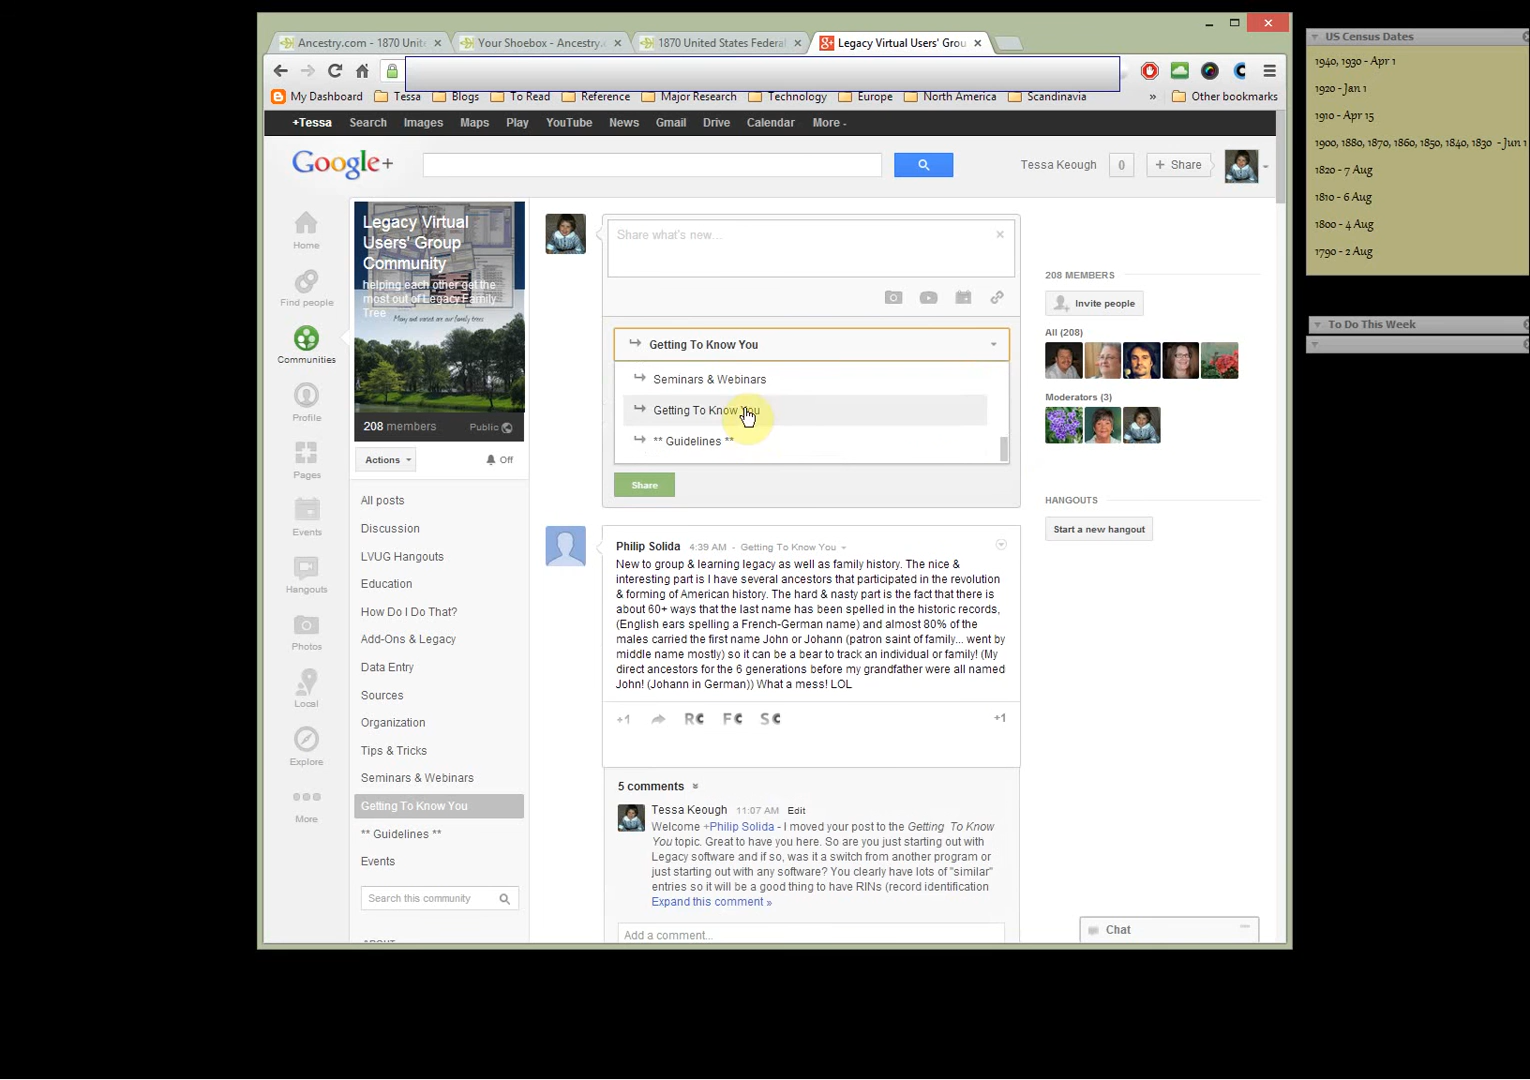 Ancestry.com - 1870 Unit
Your Shoebox - Ancestry.c
1870 United States Federal
Legacy Virtual Users' Grou
US Census Dates
1940, 1930 - Apr 1
1920 - Jan 1
1910 - Apr 15
1900, 1880, 1870, 1860, 1850, 1840, 1830 - Jun 1
1820 - 7 Aug
1810 - 6 Aug
1800 - 4 Aug
1790 - 2 Aug
To Do This Week
My Dashboard
Tessa
Blogs
To Read
Reference
Major Research
Technology
Europe
North America
Scandinavia
»
Other bookmarks
+Tessa
Search
Images
Maps
Play
YouTube
News
Gmail
Drive
Calendar
More -
Google+
Tessa Keough
0
+ Share
Home
Find people
Communities
Profile
Pages
Events
Hangouts
Photos
Local
Explore
More
Legacy Virtual
Users' Group
Community
helping each other get the
most out of Legacy Family
Tree
Many and varied are our family trees
208 members
Public
Actions
Off
All posts
Discussion
LVUG Hangouts
Education
How Do I Do That?
Add-Ons & Legacy
Data Entry
Sources
Organization
Tips & Tricks
Seminars & Webinars
Getting To Know You
** Guidelines **
Events
Search this community
Share what's new...
Getting To Know You
Seminars & Webinars
Getting To Know You
** Guidelines **
Share
Philip Solida 4:39 AM - Getting To Know You
New to group & learning legacy as well as family history. The nice &
interesting part is I have several ancestors that participated in the revolution
& forming of American history. The hard & nasty part is the fact that there is
about 60+ ways that the last name has been spelled in the historic records,
(English ears spelling a French-German name) and almost 80% of the
males carried the first name John or Johann (patron saint of family... went by
middle name mostly) so it can be a bear to track an individual or family! (My
direct ancestors for the 6 generations before my grandfather were all named
John! (Johann in German)) What a mess! LOL
+1
RC
FC
SC
+1
5 comments
Tessa Keough 11:07 AM Edit
Welcome +Philip Solida - I moved your post to the Getting To Know
You topic. Great to have you here. So are you just starting out with
Legacy software and if so, was it a switch from another program or
just starting out with any software? You clearly have lots of "similar"
entries so it will be a good thing to have RINs (record identification
Expand this comment »
Add a comment...
208 MEMBERS
Invite people
All (208)
Moderators (3)
HANGOUTS
Start a new hangout
Chat